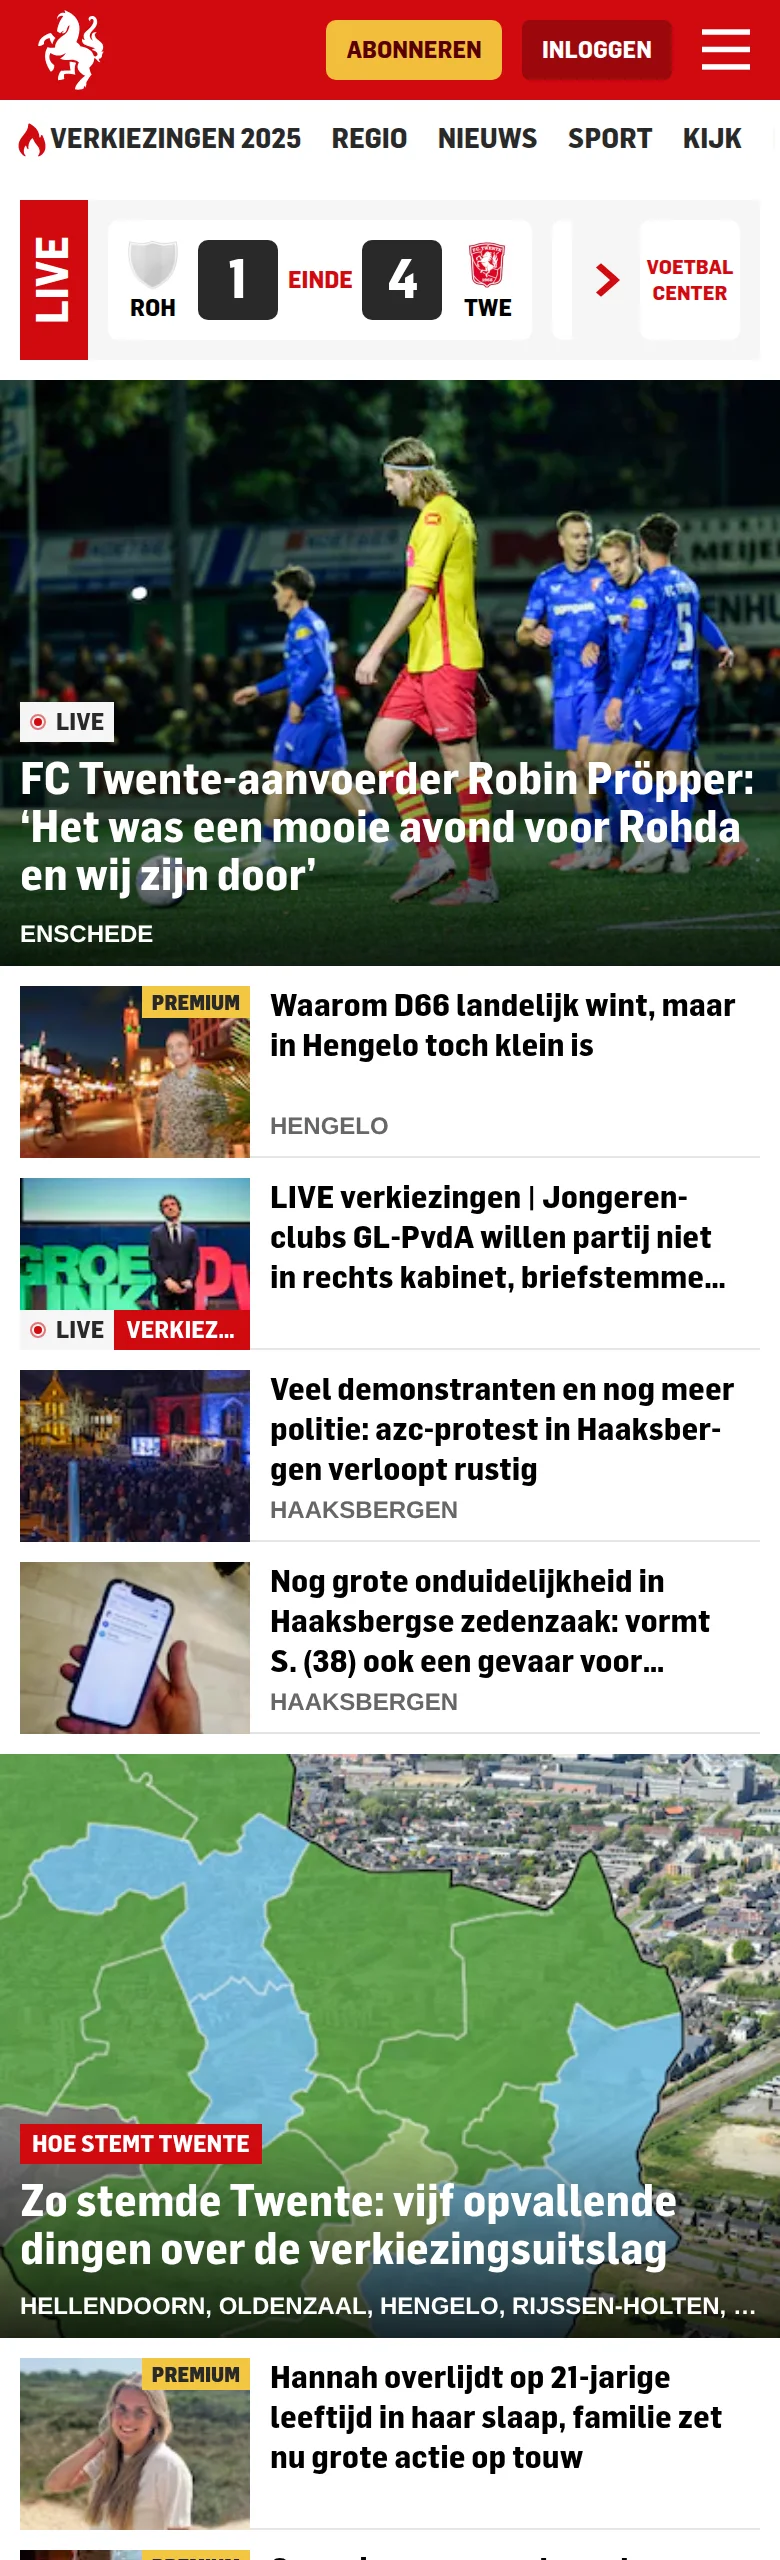 ABONNEREN
INLOGGEN
VERKIEZINGEN 2025 REGIO NIEUWS SPORT KIJK
LIVE
1 EINDE 4
ROH TWE
VOETBAL
CENTER
LIVE
FC Twente-aanvoerder Robin Pröpper:
‘Het was een mooie avond voor Rohda
en wij zijn door’
ENSCHEDE
PREMIUM
Waarom D66 landelijk wint, maar
in Hengelo toch klein is
HENGELO
LIVE VERKIEZ...
LIVE verkiezingen | Jongeren-
clubs GL-PvdA willen partij niet
in rechts kabinet, briefstemme...
Veel demonstranten en nog meer
politie: azc-protest in Haaksber-
gen verloopt rustig
HAAKSBERGEN
Nog grote onduidelijkheid in
Haaksbergse zedenzaak: vormt
S. (38) ook een gevaar voor...
HAAKSBERGEN
HOE STEMT TWENTE
Zo stemde Twente: vijf opvallende
dingen over de verkiezingsuitslag
HELLENDOORN, OLDENZAAL, HENGELO, RIJSSEN-HOLTEN, ...
PREMIUM
Hannah overlijdt op 21-jarige
leeftijd in haar slaap, familie zet
nu grote actie op touw